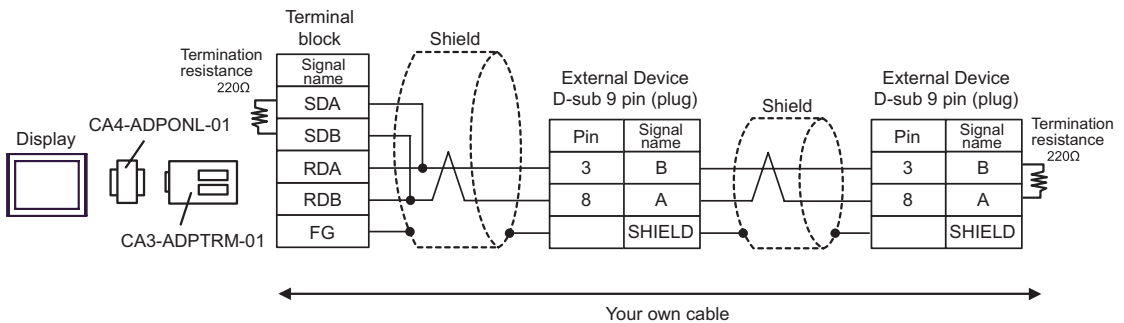 Terminal
block
Shield
Termination
resistance
220Ω
Signal
name
External Device
D-sub 9 pin (plug)
External Device
D-sub 9 pin (plug)
SDA
Shield
CA4-ADPONL-01
Display
SDB
Pin
Signal
name
Pin
Signal
name
Termination
resistance
220Ω
RDA
3
B
3
B
RDB
8
A
8
A
CA3-ADPTRM-01
FG
SHIELD
SHIELD
Your own cable